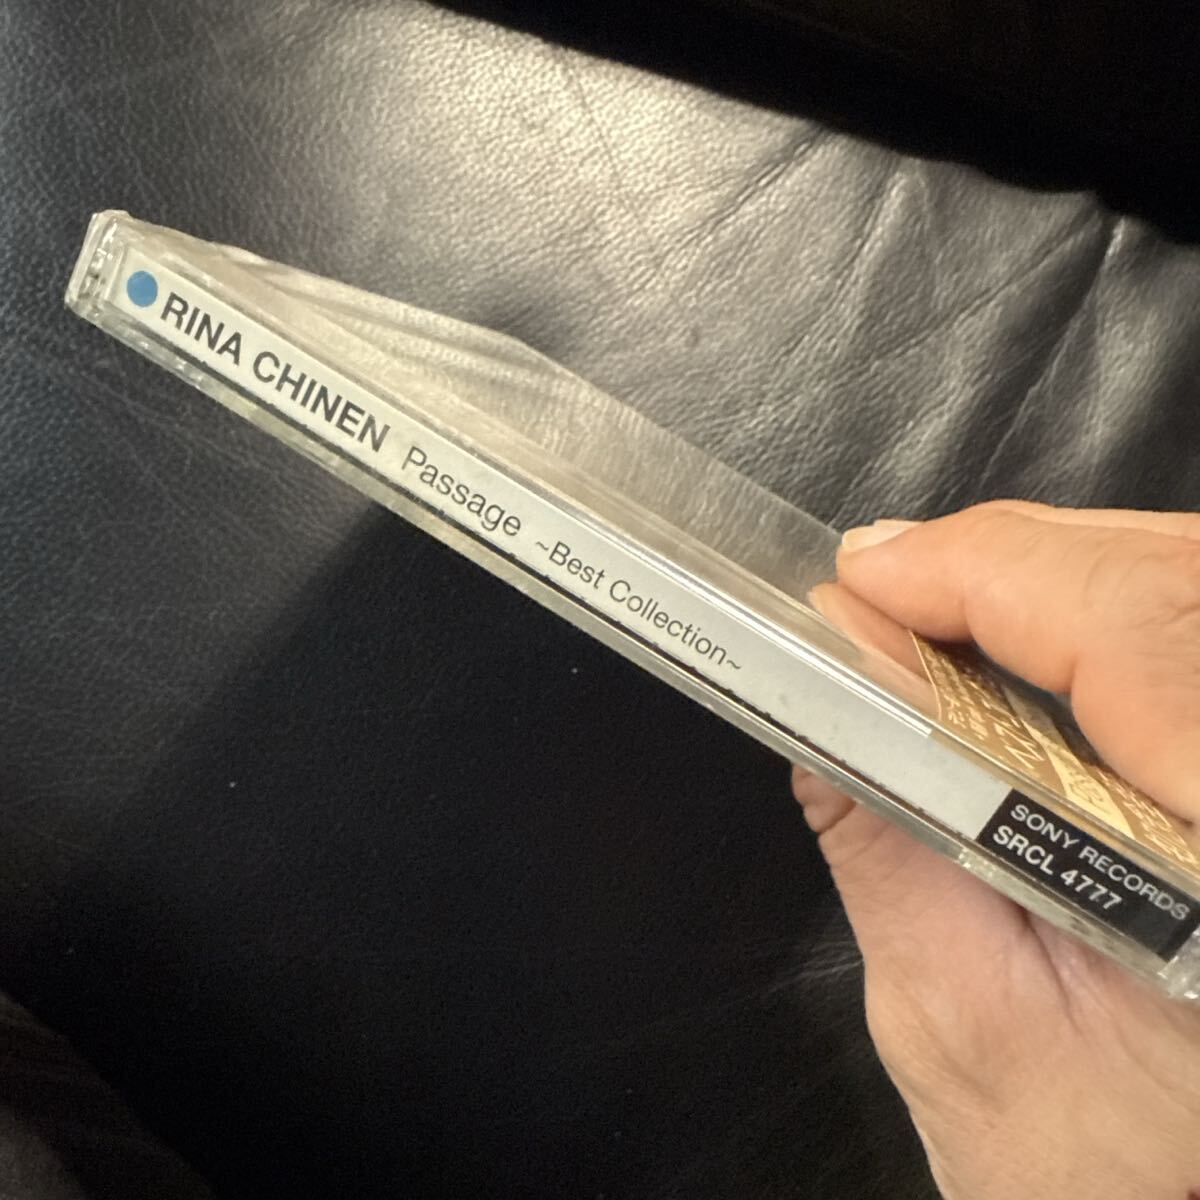 RINA CHINEN Passage ~Best Collection~
SONY RECORDS
SRCL 4777